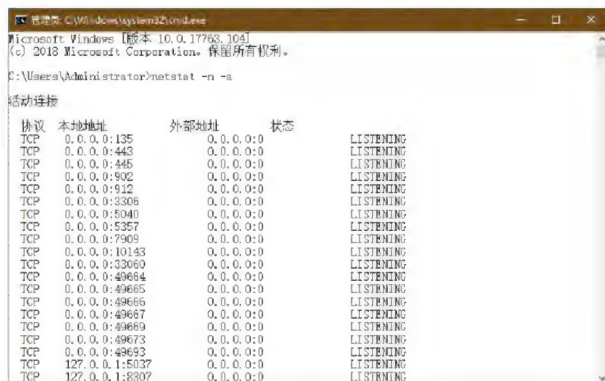 管理员: C:\Windows\system32\cmd.exe
Microsoft Windows [版本 10.0.17763.104]
(c) 2018 Microsoft Corporation。保留所有权利。
C:\Users\Administrator>netstat -n -a
活动连接
协议 本地地址 外部地址 状态
TCP 0.0.0.0:135 0.0.0.0:0 LISTENING
TCP 0.0.0.0:443 0.0.0.0:0 LISTENING
TCP 0.0.0.0:445 0.0.0.0:0 LISTENING
TCP 0.0.0.0:902 0.0.0.0:0 LISTENING
TCP 0.0.0.0:912 0.0.0.0:0 LISTENING
TCP 0.0.0.0:3306 0.0.0.0:0 LISTENING
TCP 0.0.0.0:5040 0.0.0.0:0 LISTENING
TCP 0.0.0.0:5357 0.0.0.0:0 LISTENING
TCP 0.0.0.0:7909 0.0.0.0:0 LISTENING
TCP 0.0.0.0:10143 0.0.0.0:0 LISTENING
TCP 0.0.0.0:33060 0.0.0.0:0 LISTENING
TCP 0.0.0.0:49664 0.0.0.0:0 LISTENING
TCP 0.0.0.0:49665 0.0.0.0:0 LISTENING
TCP 0.0.0.0:49666 0.0.0.0:0 LISTENING
TCP 0.0.0.0:49667 0.0.0.0:0 LISTENING
TCP 0.0.0.0:49669 0.0.0.0:0 LISTENING
TCP 0.0.0.0:49673 0.0.0.0:0 LISTENING
TCP 0.0.0.0:49693 0.0.0.0:0 LISTENING
TCP 127.0.0.1:5037 0.0.0.0:0 LISTENING
TCP 127.0.0.1:8307 0.0.0.0:0 LISTENING